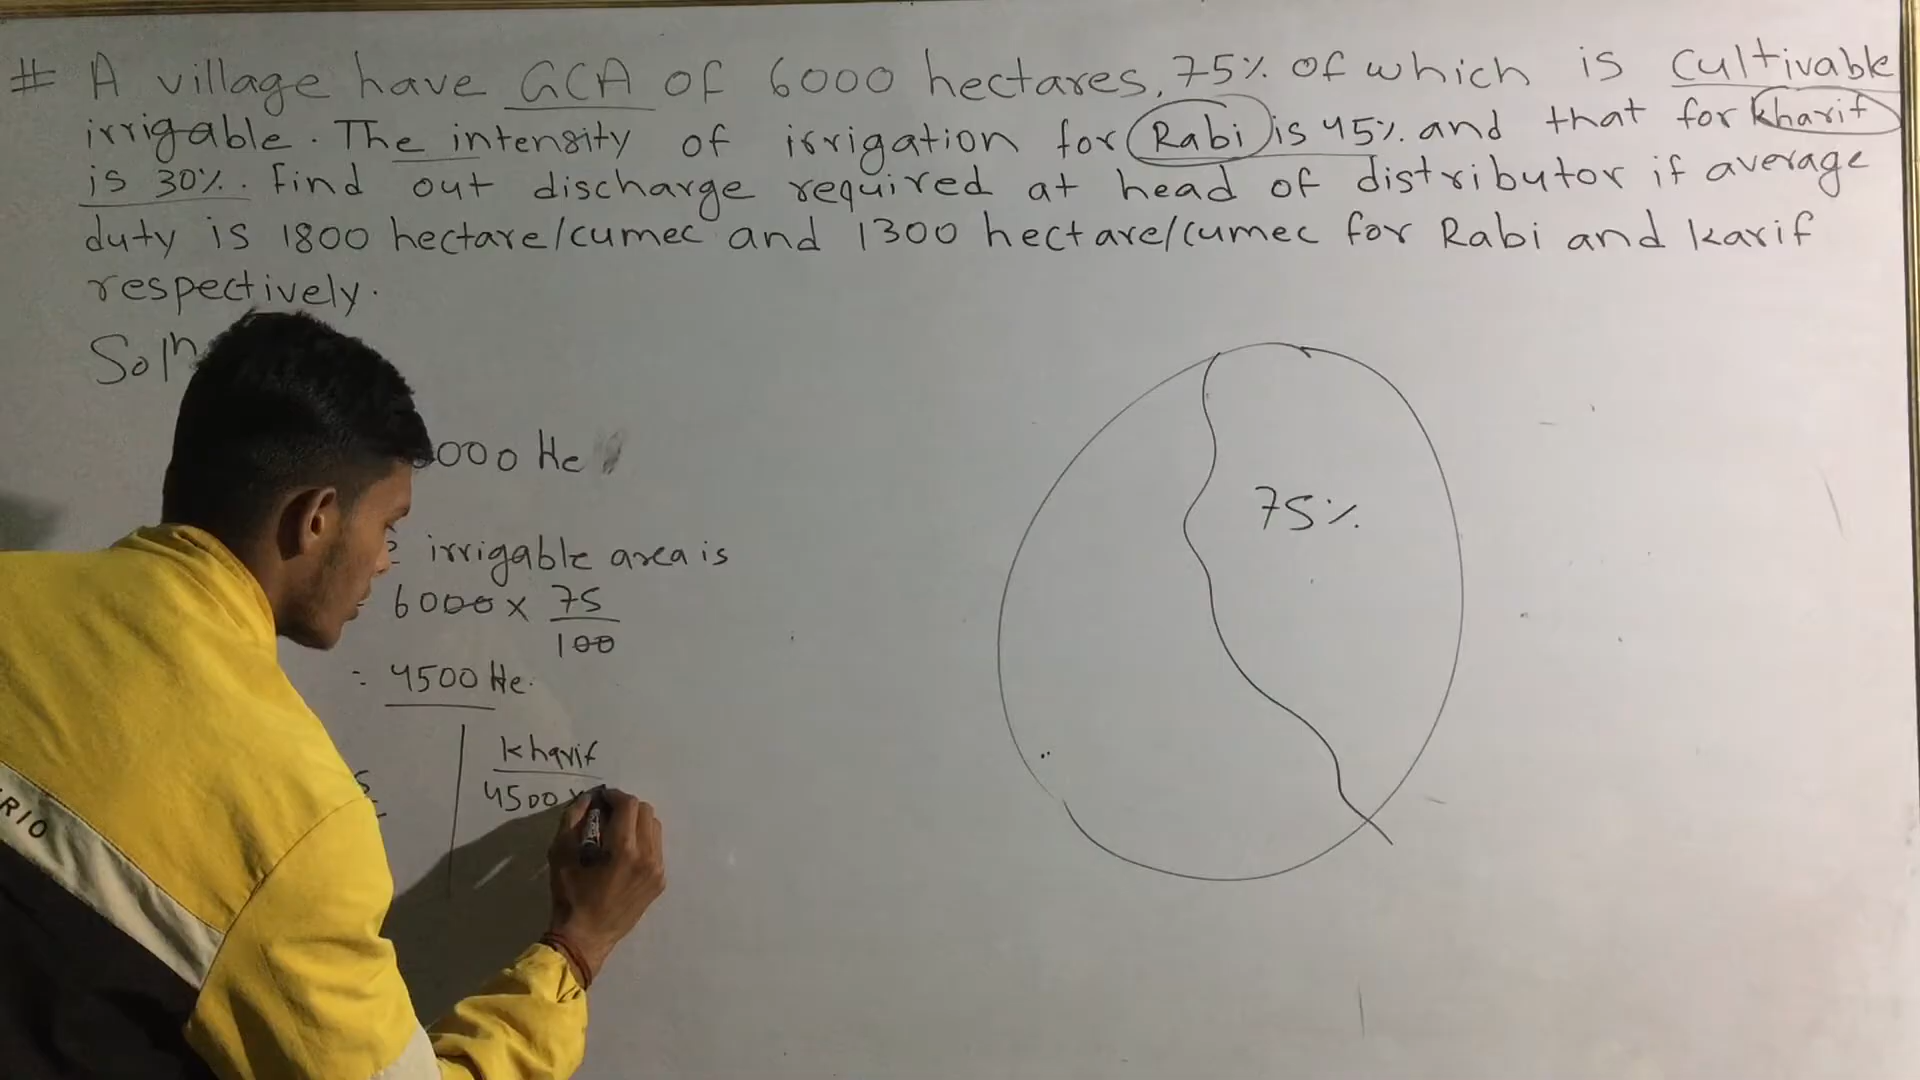 # A village have GCA of 6000 hectares, 75% of which is cultivable
irrigable. The intensity of irrigation for Rabi is 45% and that for kharif
is 30%. Find out discharge required at head of distributor if average
duty is 1800 hectare/cumec and 1300 hectare/cumec for Rabi and karif
respectively.
Soln
000 He
irrigable area is
6000 x 75
100
= 4500 He.
kharif
4500 x
75%
RIO